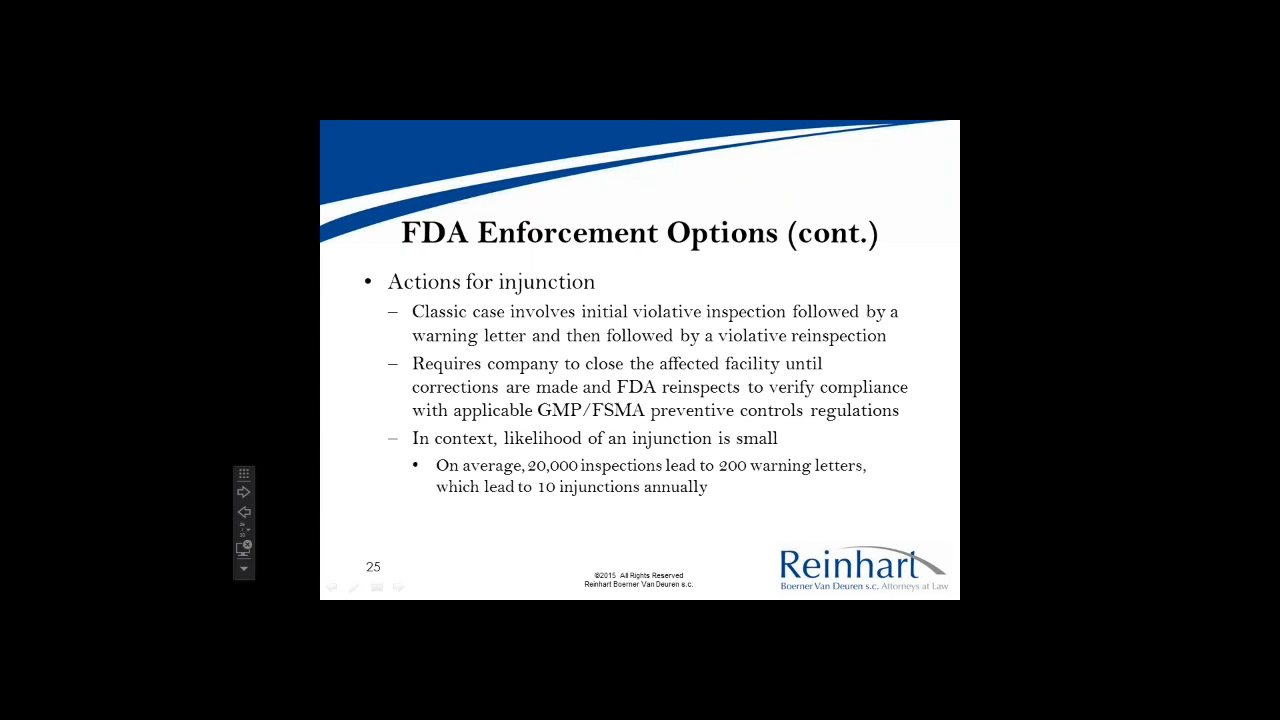 FDA Enforcement Options (cont.)
• Actions for injunction
– Classic case involves initial violative inspection followed by a
warning letter and then followed by a violative reinspection
– Requires company to close the affected facility until
corrections are made and FDA reinspects to verify compliance
with applicable GMP/FSMA preventive controls regulations
– In context, likelihood of an injunction is small
• On average, 20,000 inspections lead to 200 warning letters,
which lead to 10 injunctions annually
25
©2015 All Rights Reserved
Reinhart Boerner Van Deuren s.c.
Reinhart
Boerner Van Deuren s.c. Attorneys at Law